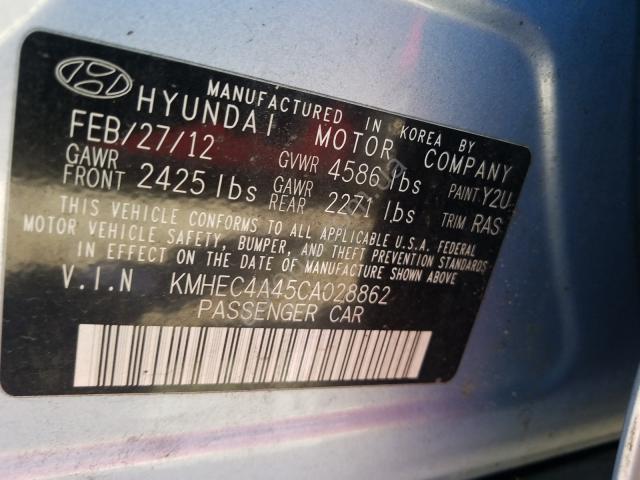 MANUFACTURED IN KOREA BY
HYUNDAI MOTOR COMPANY
FEB/27/12 GVWR 4586 lbs PAINT Y2U
GAWR FRONT 2425 lbs GAWR REAR 2271 lbs TRIM RAS
THIS VEHICLE CONFORMS TO ALL APPLICABLE U.S.A. FEDERAL
MOTOR VEHICLE SAFETY, BUMPER, AND THEFT PREVENTION STANDARDS
IN EFFECT ON THE DATE OF MANUFACTURE SHOWN ABOVE
V.I.N KMHEC4A45CA028862
PASSENGER CAR